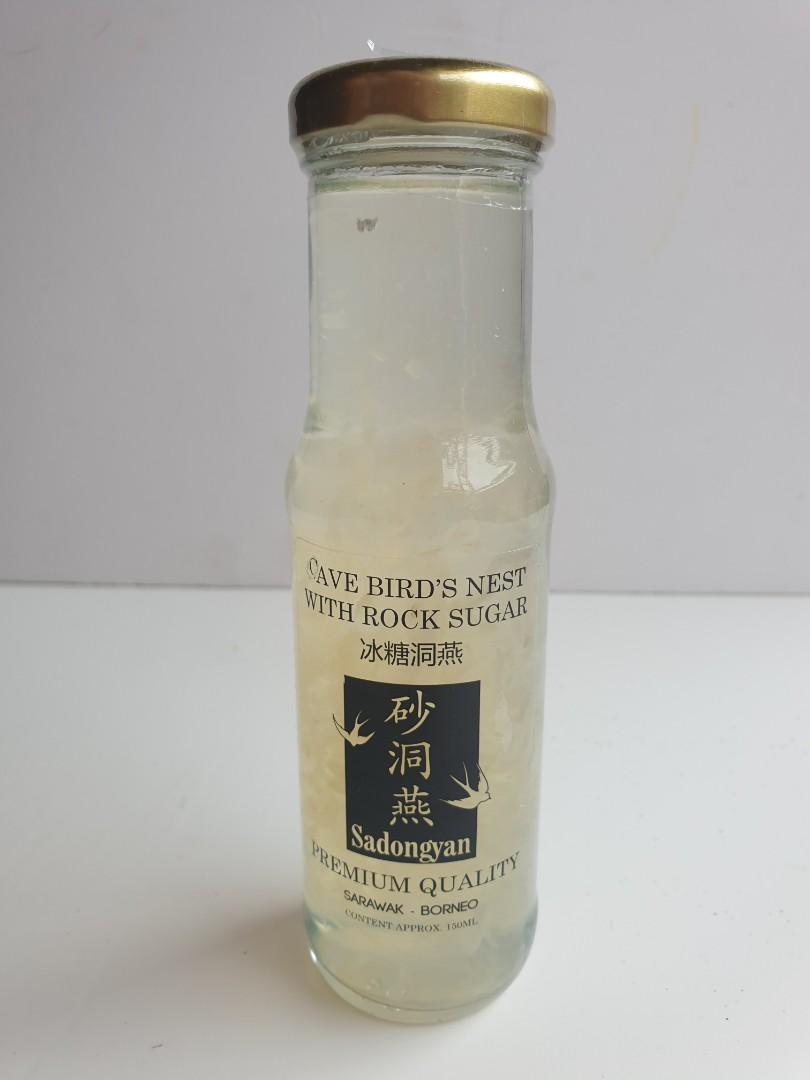 CAVE BIRD'S NEST
WITH ROCK SUGAR
冰糖洞燕
砂
洞
燕
Sadongyan
PREMIUM QUALITY
SARAWAK - BORNEO
CONTENT APPROX. 150ML